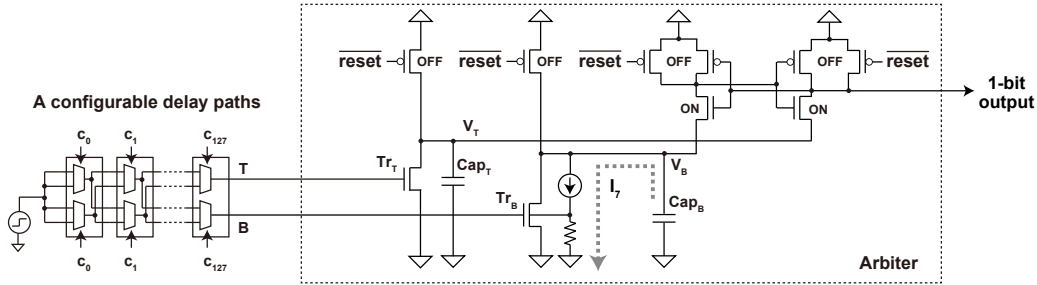 Arbiter
reset OFF reset OFF reset OFF OFF reset
ON ON
1-bit
output
A configurable delay paths
c0 c1 c127
T
B
c0 c1 c127
VT
TrT CapT
TrB
I7
VB
CapB